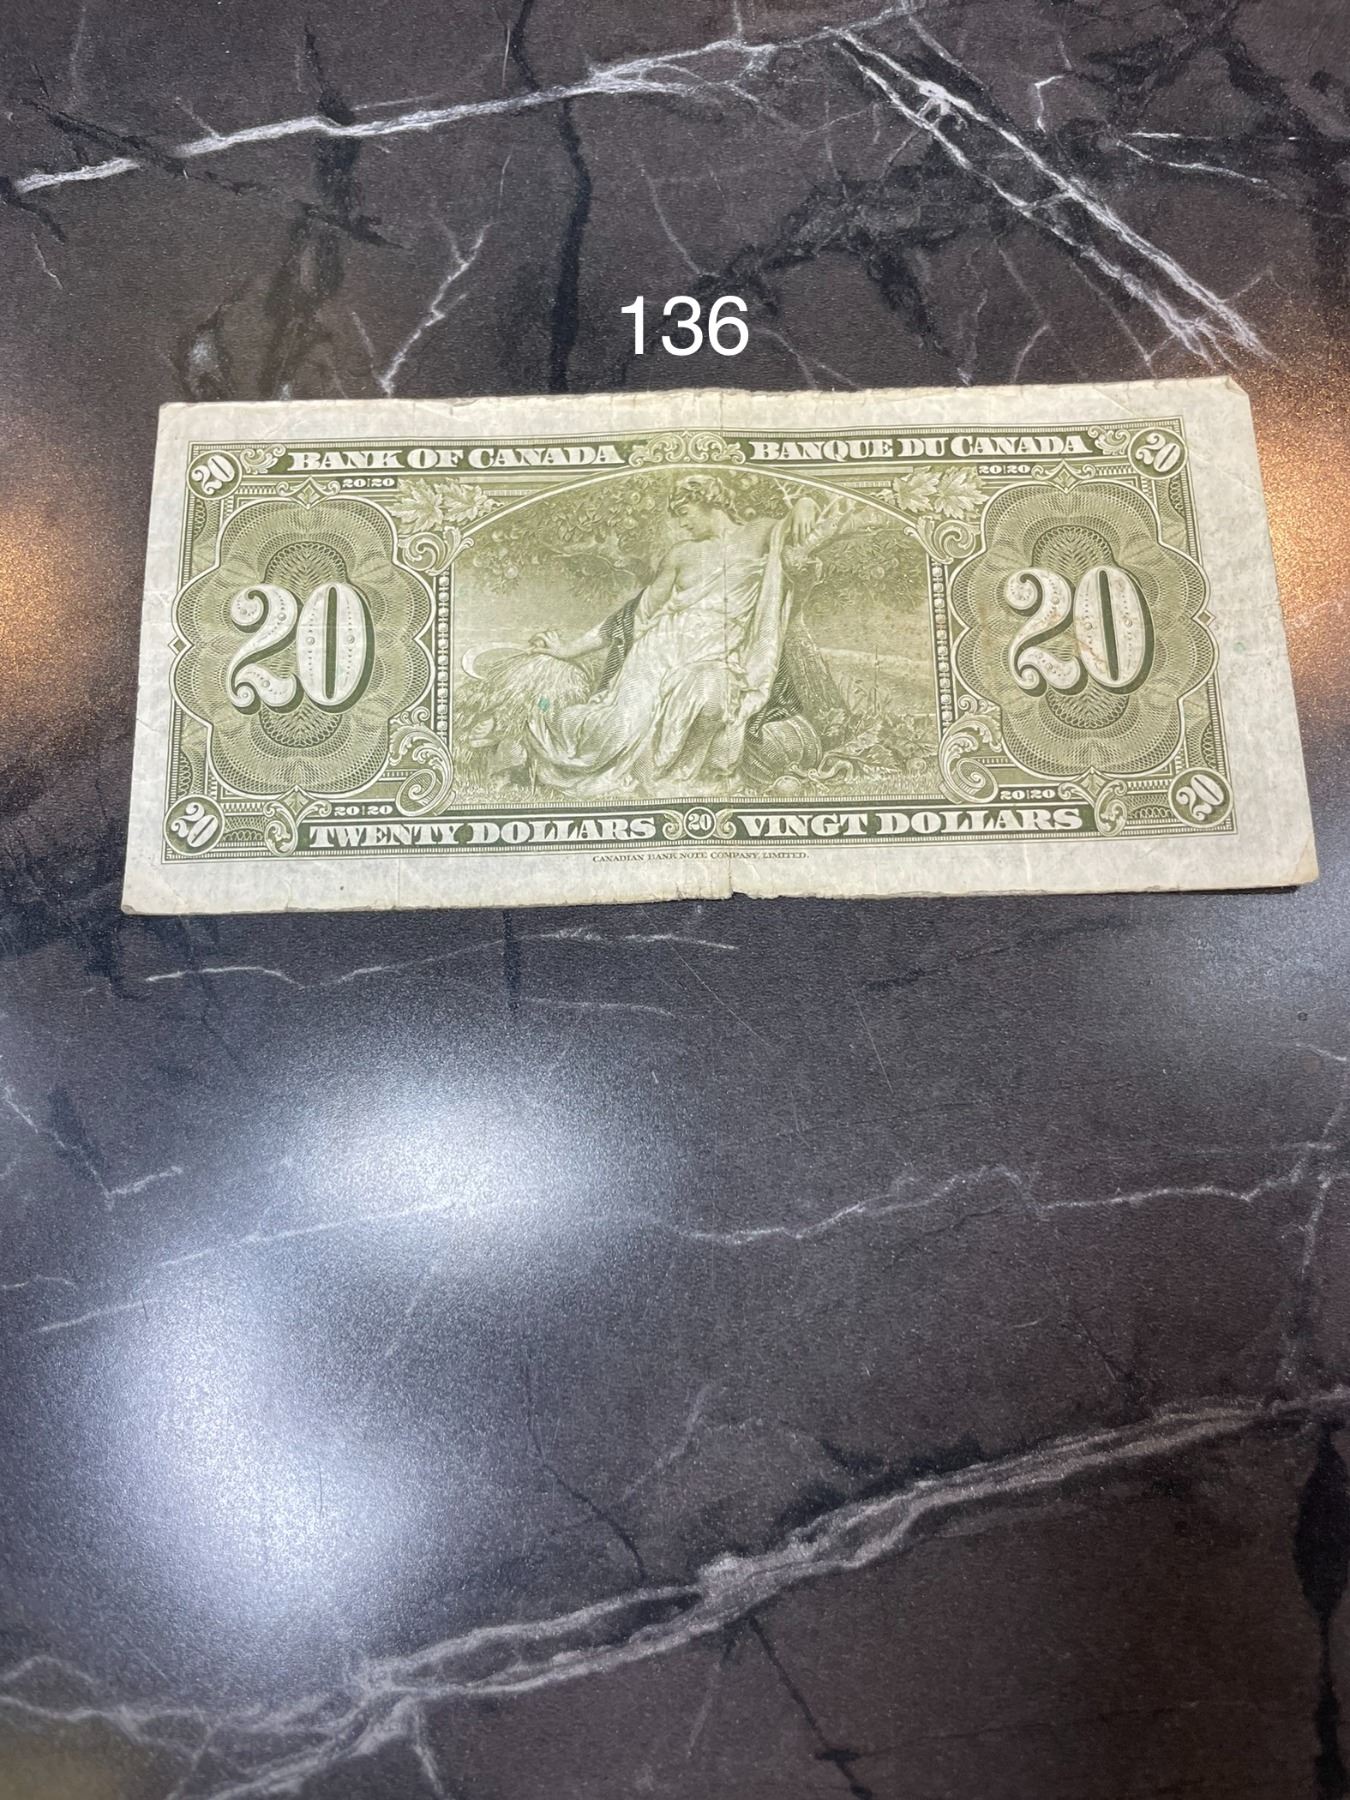 136
20 BANK OF CANADA BANQUE DU CANADA 20
20 20 20 20
20 20
20 20 20 20
20 TWENTY DOLLARS 20 VINGT DOLLARS 20
CANADIAN BANK NOTE COMPANY, LIMITED.